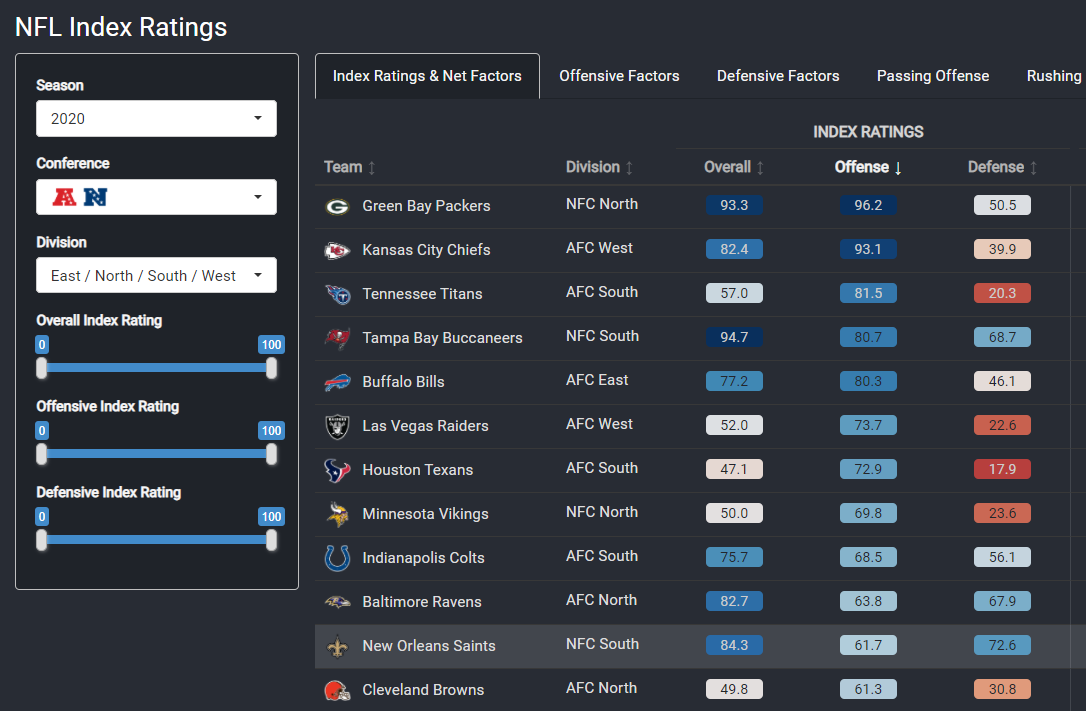 NFL Index Ratings
Season
2020
Conference
A N
Division
East / North / South / West
Overall Index Rating
0 100
Offensive Index Rating
0 100
Defensive Index Rating
0 100
Index Ratings & Net Factors Offensive Factors Defensive Factors Passing Offense Rushing
INDEX RATINGS
Team Division Overall Offense ↓ Defense
Green Bay Packers NFC North 93.3 96.2 50.5
Kansas City Chiefs AFC West 82.4 93.1 39.9
Tennessee Titans AFC South 57.0 81.5 20.3
Tampa Bay Buccaneers NFC South 94.7 80.7 68.7
Buffalo Bills AFC East 77.2 80.3 46.1
Las Vegas Raiders AFC West 52.0 73.7 22.6
Houston Texans AFC South 47.1 72.9 17.9
Minnesota Vikings NFC North 50.0 69.8 23.6
Indianapolis Colts AFC South 75.7 68.5 56.1
Baltimore Ravens AFC North 82.7 63.8 67.9
New Orleans Saints NFC South 84.3 61.7 72.6
Cleveland Browns AFC North 49.8 61.3 30.8